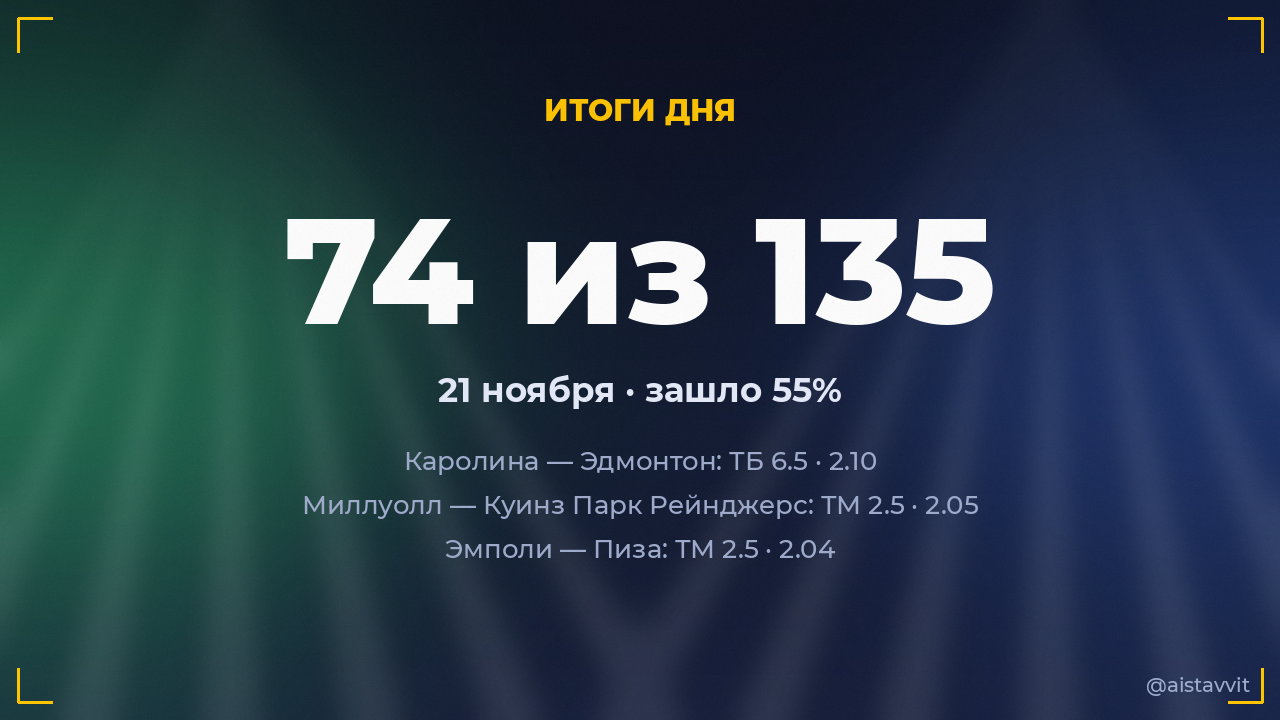 ИТОГИ ДНЯ
74 из 135
21 ноября · зашло 55%
Каролина — Эдмонтон: ТБ 6.5 · 2.10
Миллуолл — Куинз Парк Рейнджерс: ТМ 2.5 · 2.05
Эмполи — Пиза: ТМ 2.5 · 2.04
@aistavvit